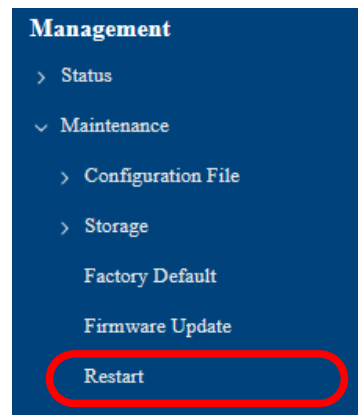 Management
Status
Maintenance
Configuration File
Storage
Factory Default
Firmware Update
Restart